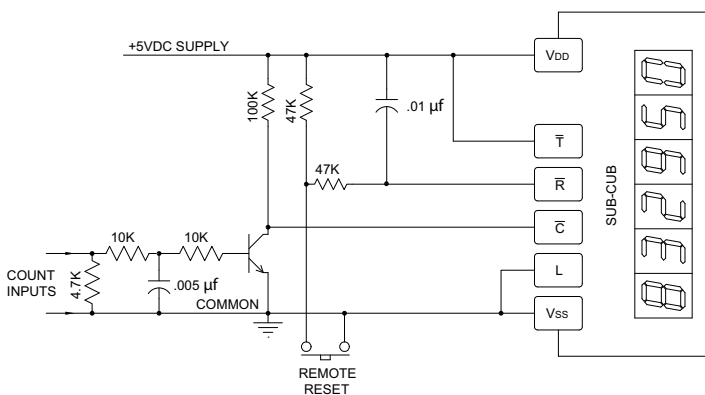 +5VDC SUPPLY
VDD
100K
47K
.01 µf
T̅
47K
R̅
SUB-CUB
C̅
10K
10K
L
COUNT
INPUTS
4.7K
.005 µf
COMMON
VSS
REMOTE
RESET